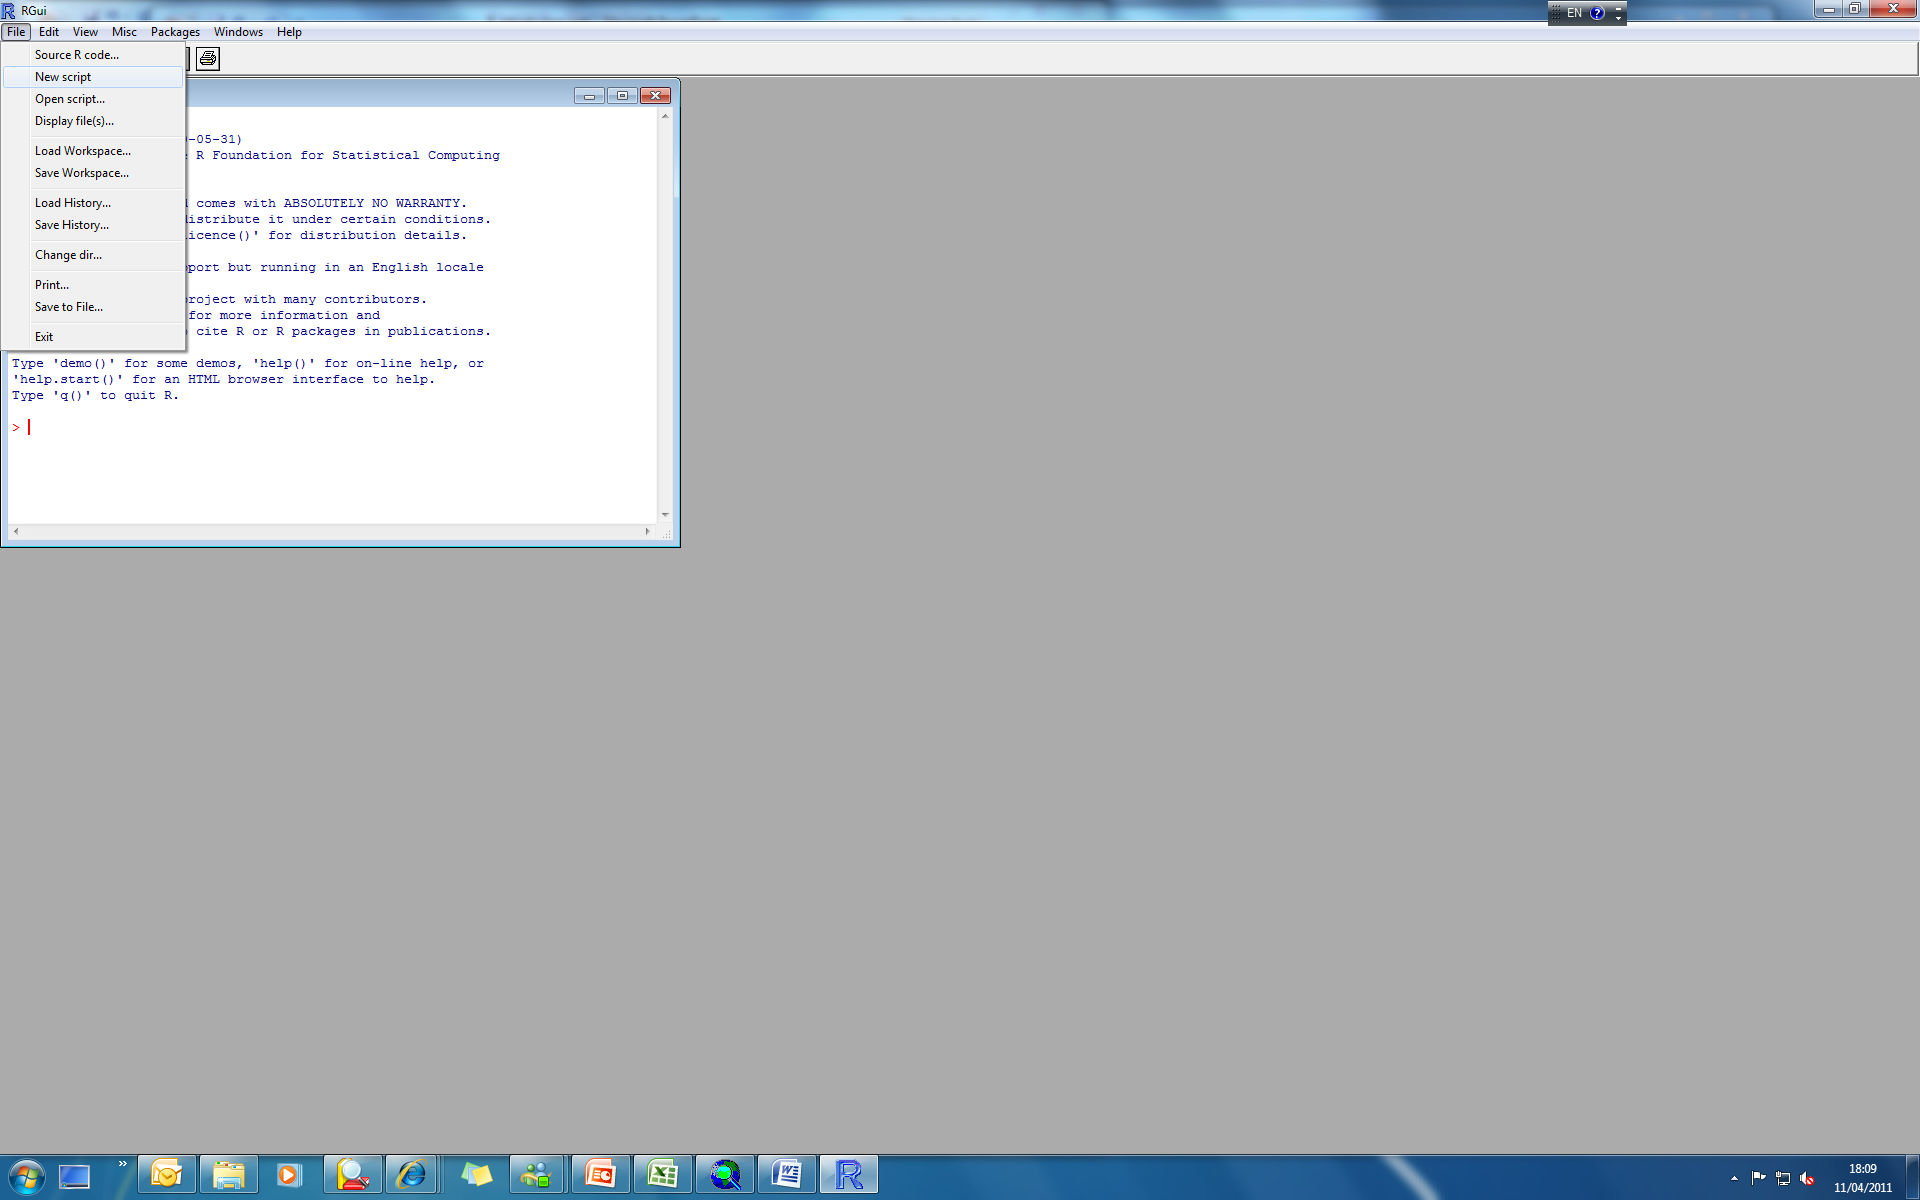 RGui
EN
File Edit View Misc Packages Windows Help
Source R code...
New script
Open script...
Display file(s)...
Load Workspace...
Save Workspace...
Load History...
Save History...
Change dir...
Print...
Save to File...
Exit
-05-31)
R Foundation for Statistical Computing
comes with ABSOLUTELY NO WARRANTY.
istribute it under certain conditions.
icence()' for distribution details.
port but running in an English locale
roject with many contributors.
for more information and
cite R or R packages in publications.
Type 'demo()' for some demos, 'help()' for on-line help, or
'help.start()' for an HTML browser interface to help.
Type 'q()' to quit R.
>
18:09
11/04/2011